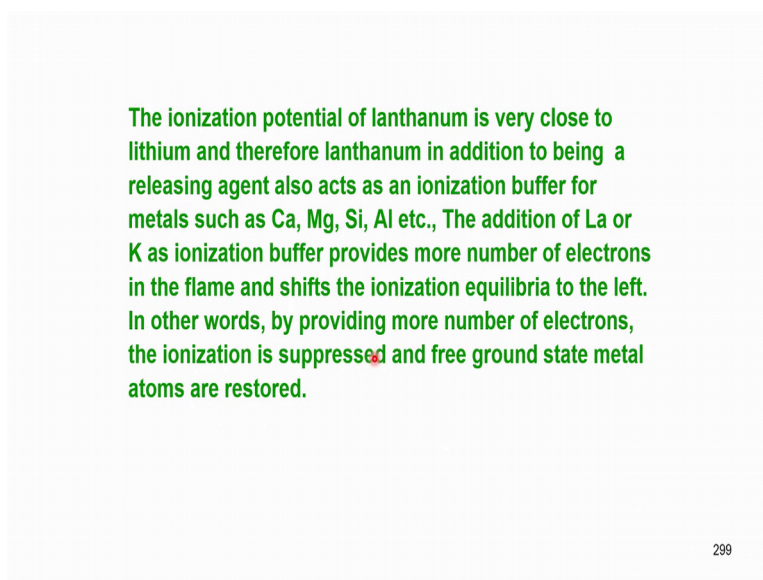 The ionization potential of lanthanum is very close to
lithium and therefore lanthanum in addition to being a
releasing agent also acts as an ionization buffer for
metals such as Ca, Mg, Si, Al etc., The addition of La or
K as ionization buffer provides more number of electrons
in the flame and shifts the ionization equilibria to the left.
In other words, by providing more number of electrons,
the ionization is suppressed and free ground state metal
atoms are restored.
299